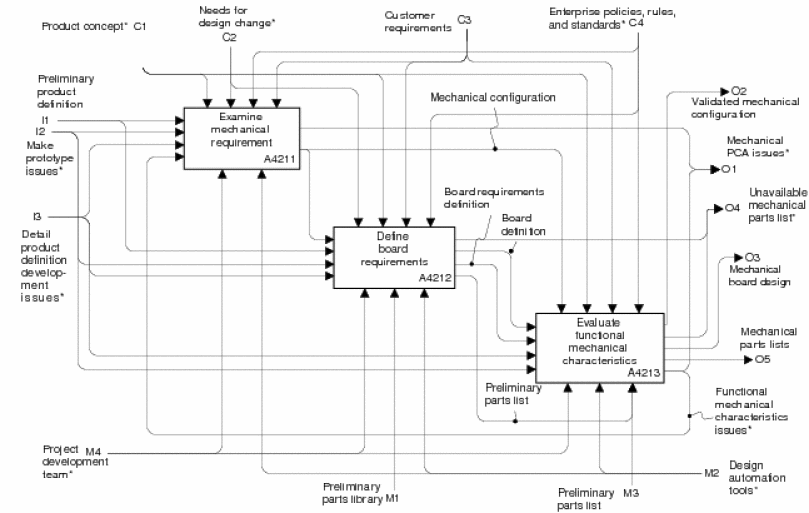 Product concept* C1
Needs for
design change*
C2
Customer
requirements
C3
Enterprise policies, rules,
and standards* C4
Preliminary
product
definition
I1
I2
Make
prototype
issues*
I3
Detail
product
definition
develop-
ment
issues*
Examine
mechanical
requirement
A4211
Mechanical configuration
Board requirements
definition
Board
definition
Define
board
requirements
A4212
Evaluate
functional
mechanical
characteristics
A4213
O2
Validated mechanical
configuration
Mechanical
PCA issues*
O1
Unavailable
mechanical
parts list*
O4
O3
Mechanical
board design
Mechanical
parts lists
O5
Functional
mechanical
characteristics
issues*
Preliminary
parts list
Project M4
development
team*
Preliminary
parts library M1
Preliminary M3
parts list
M2 Design
automation
tools*